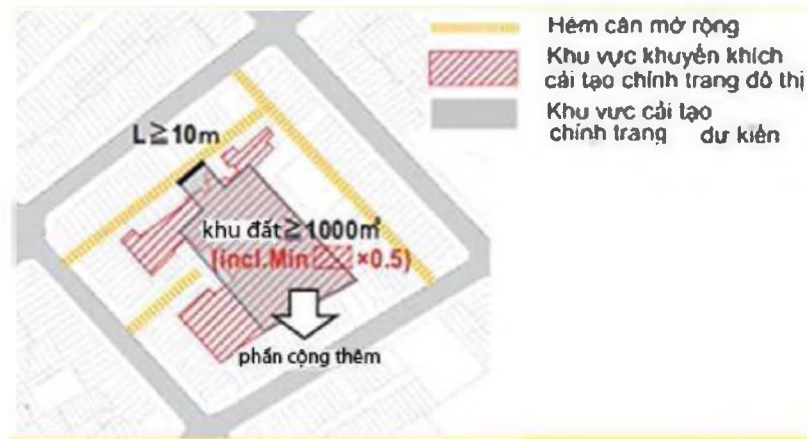 Hẻm cần mở rộng
Khu vực khuyến khích
cải tạo chỉnh trang đô thị
Khu vực cải tạo
chỉnh trang dự kiến
L≧10m
khu đất≧1000㎡
(incl.Min ×0.5)
phần cộng thêm